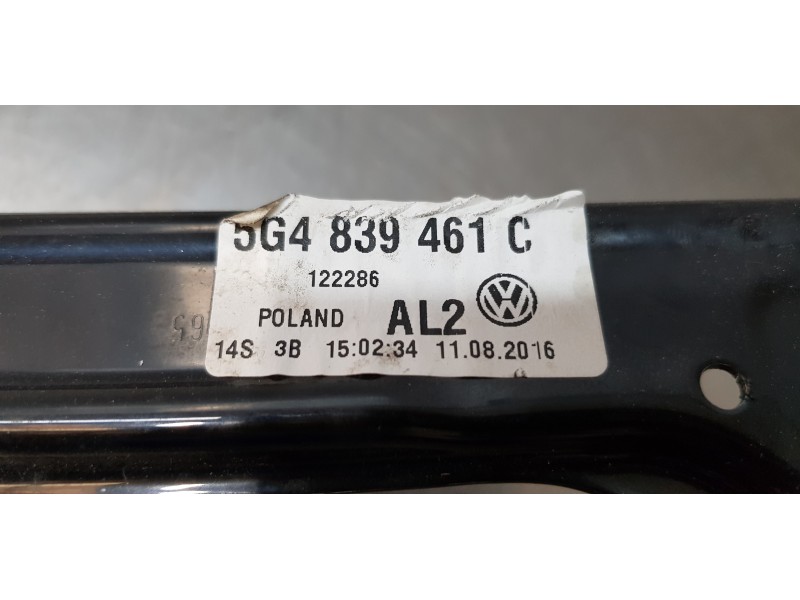 5G4 839 461 C
122286
POLAND AL2
14S 3B 15:02:34 11.08.2016